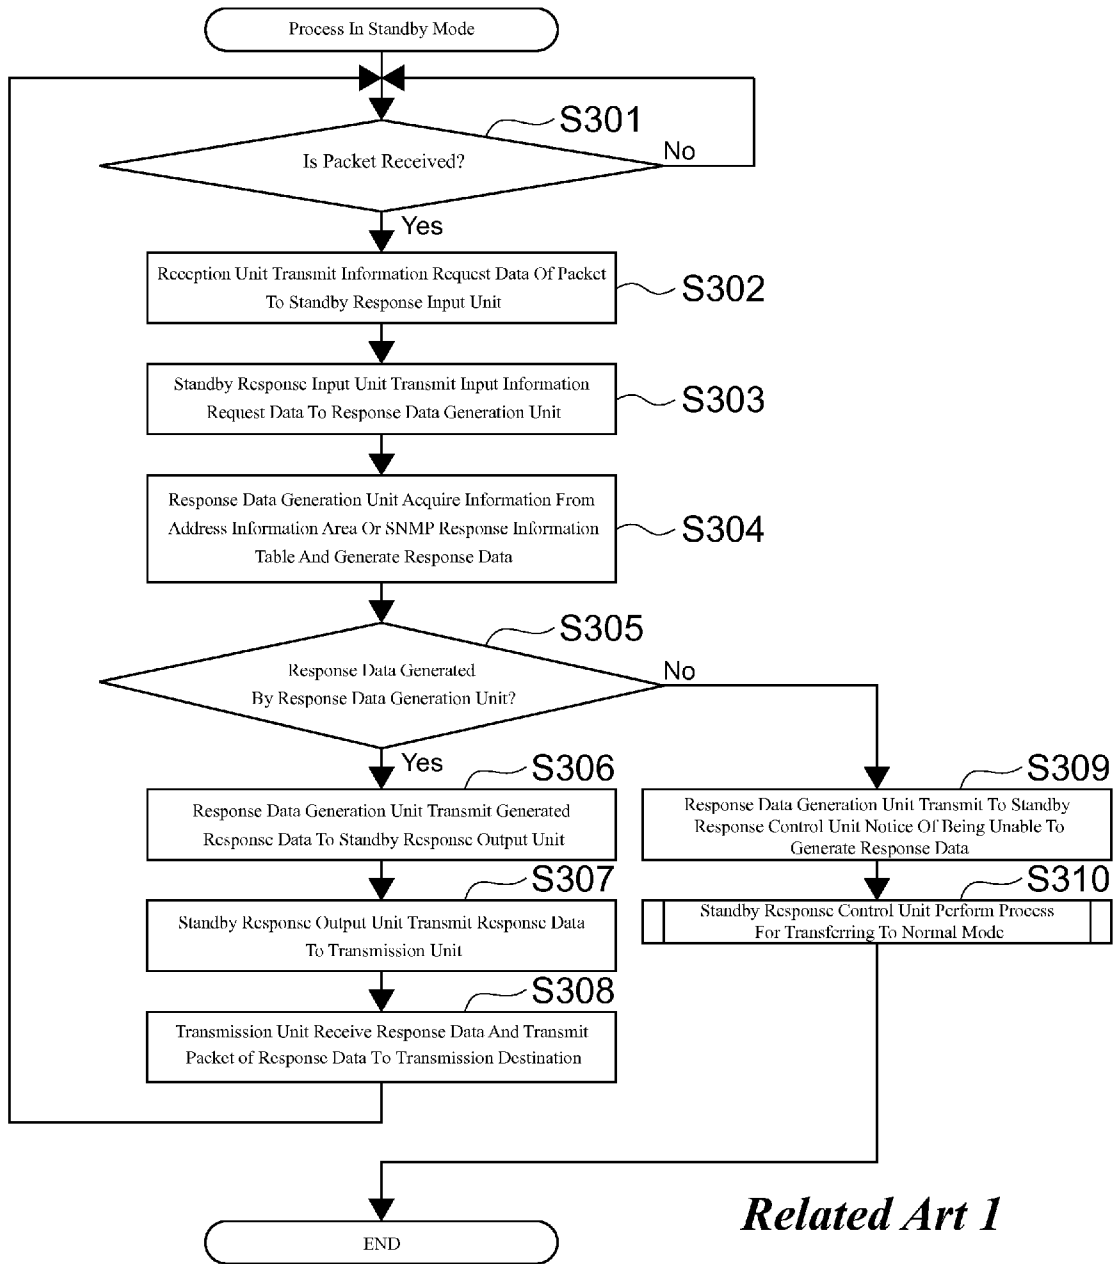 Process In Standby Mode
S301
Is Packet Received?
No
Yes
Reception Unit Transmit Information Request Data Of Packet
To Standby Response Input Unit
S302
Standby Response Input Unit Transmit Input Information
Request Data To Response Data Generation Unit
S303
Response Data Generation Unit Acquire Information From
Address Information Area Or SNMP Response Information
Table And Generate Response Data
S304
S305
Response Data Generated
By Response Data Generation Unit?
No
Yes
S306
Response Data Generation Unit Transmit Generated
Response Data To Standby Response Output Unit
S307
Standby Response Output Unit Transmit Response Data
To Transmission Unit
S308
Transmission Unit Receive Response Data And Transmit
Packet of Response Data To Transmission Destination
S309
Response Data Generation Unit Transmit To Standby
Response Control Unit Notice Of Being Unable To
Generate Response Data
S310
Standby Response Control Unit Perform Process
For Transferring To Normal Mode
Related Art 1
END